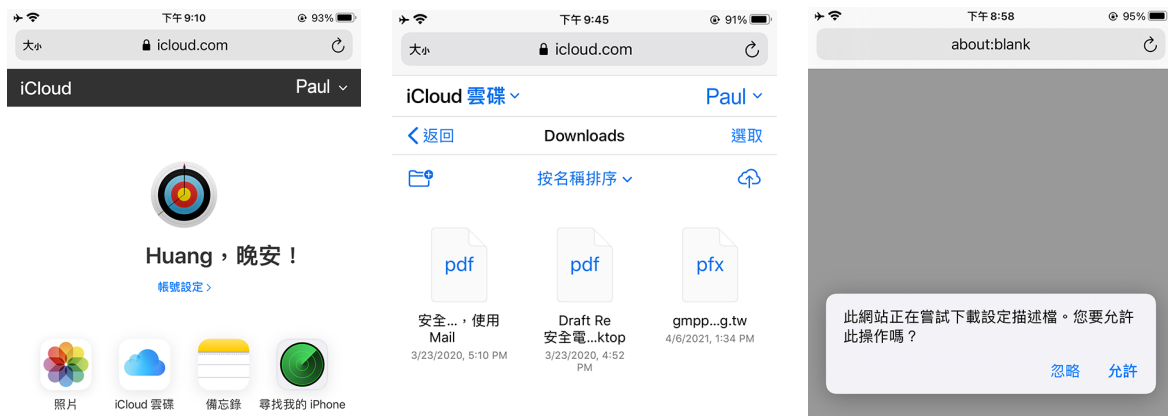 下午 9:10
93%
大小
icloud.com
iCloud
Paul
Huang，晚安！
帳號設定 >
照片
iCloud 雲碟
備忘錄
尋找我的 iPhone
下午 9:45
91%
大小
icloud.com
iCloud 雲碟
Paul
返回
Downloads
選取
按名稱排序
pdf
pdf
pfx
安全...，使用
Mail
3/23/2020, 5:10 PM
Draft Re
安全電...ktop
3/23/2020, 4:52
PM
gmpp...g.tw
4/6/2021, 1:34 PM
下午 8:58
95%
about:blank
此網站正在嘗試下載設定描述檔。您要允許
此操作嗎？
忽略
允許